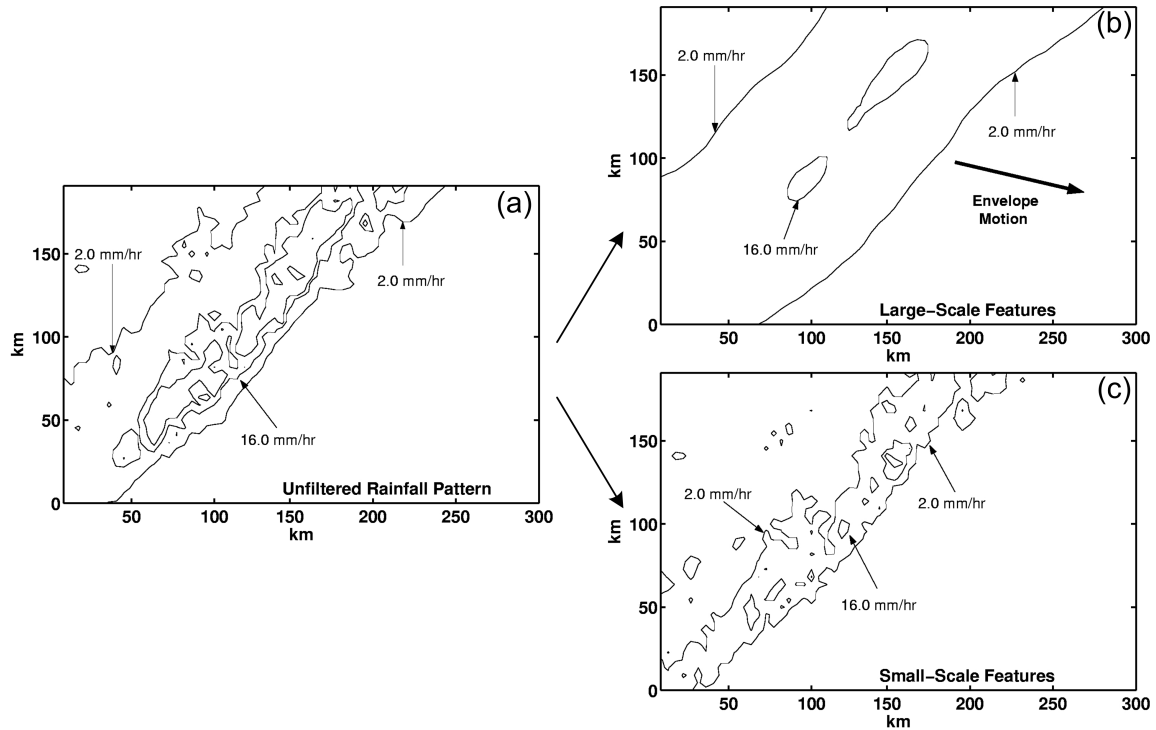 (a)
150
100
50
0
km
2.0 mm/hr
2.0 mm/hr
16.0 mm/hr
Unfiltered Rainfall Pattern
50 100 150 200 250 300
km
(b)
150
100
50
0
km
2.0 mm/hr
2.0 mm/hr
16.0 mm/hr
Envelope
Motion
Large-Scale Features
50 100 150 200 250 300
km
(c)
150
100
50
0
km
2.0 mm/hr
2.0 mm/hr
16.0 mm/hr
Small-Scale Features
50 100 150 200 250 300
km